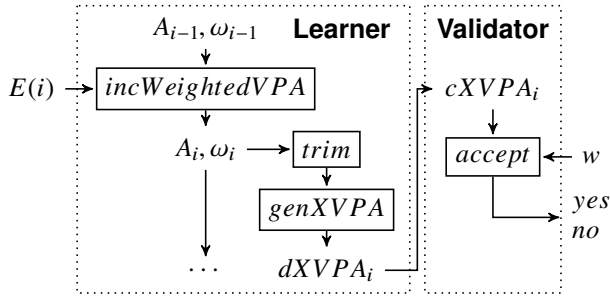 A_{i−1}, ω_{i−1} Learner Validator
E(i) incWeightedVPA cXVPA_i
A_i, ω_i trim accept w
genXVPA yes
no
··· dXVPA_i